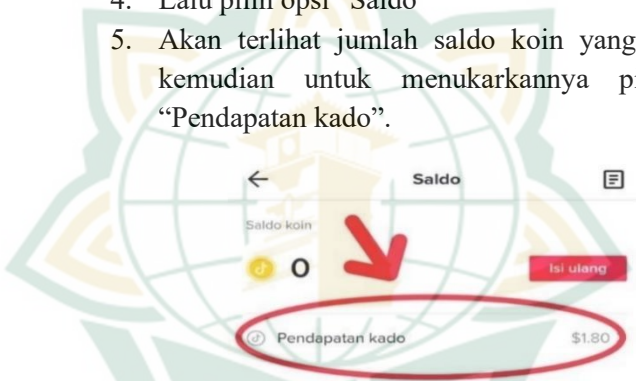 4. Lalu pilih opsi "Saldo"
5. Akan terlihat jumlah saldo koin yang
kemudian untuk menukarkannya
"Pendapatan kado".
Saldo
Saldo koin
0
Isi ulang
Pendapatan kado
$1.80